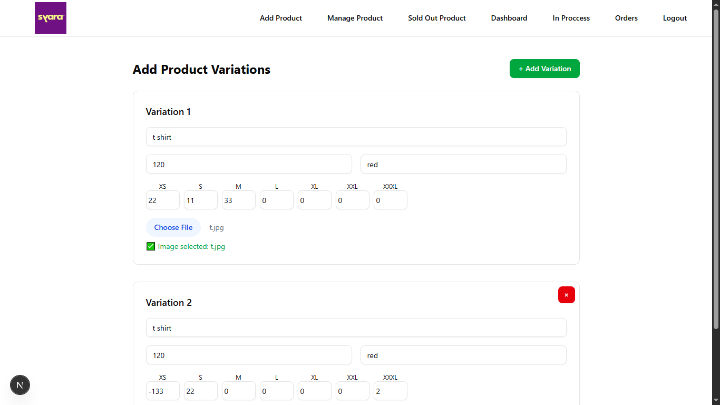 syara
Add Product Manage Product Sold Out Product Dashboard In Proccess Orders Logout
Add Product Variations
+ Add Variation
Variation 1
t shirt
120 red
XS S M L XL XXL XXXL
22 11 33 0 0 0 0
Choose File t.jpg
✅ Image selected: t.jpg
×
Variation 2
t shirt
120 red
XS S M L XL XXL XXXL
-133 22 0 0 0 0 2
N